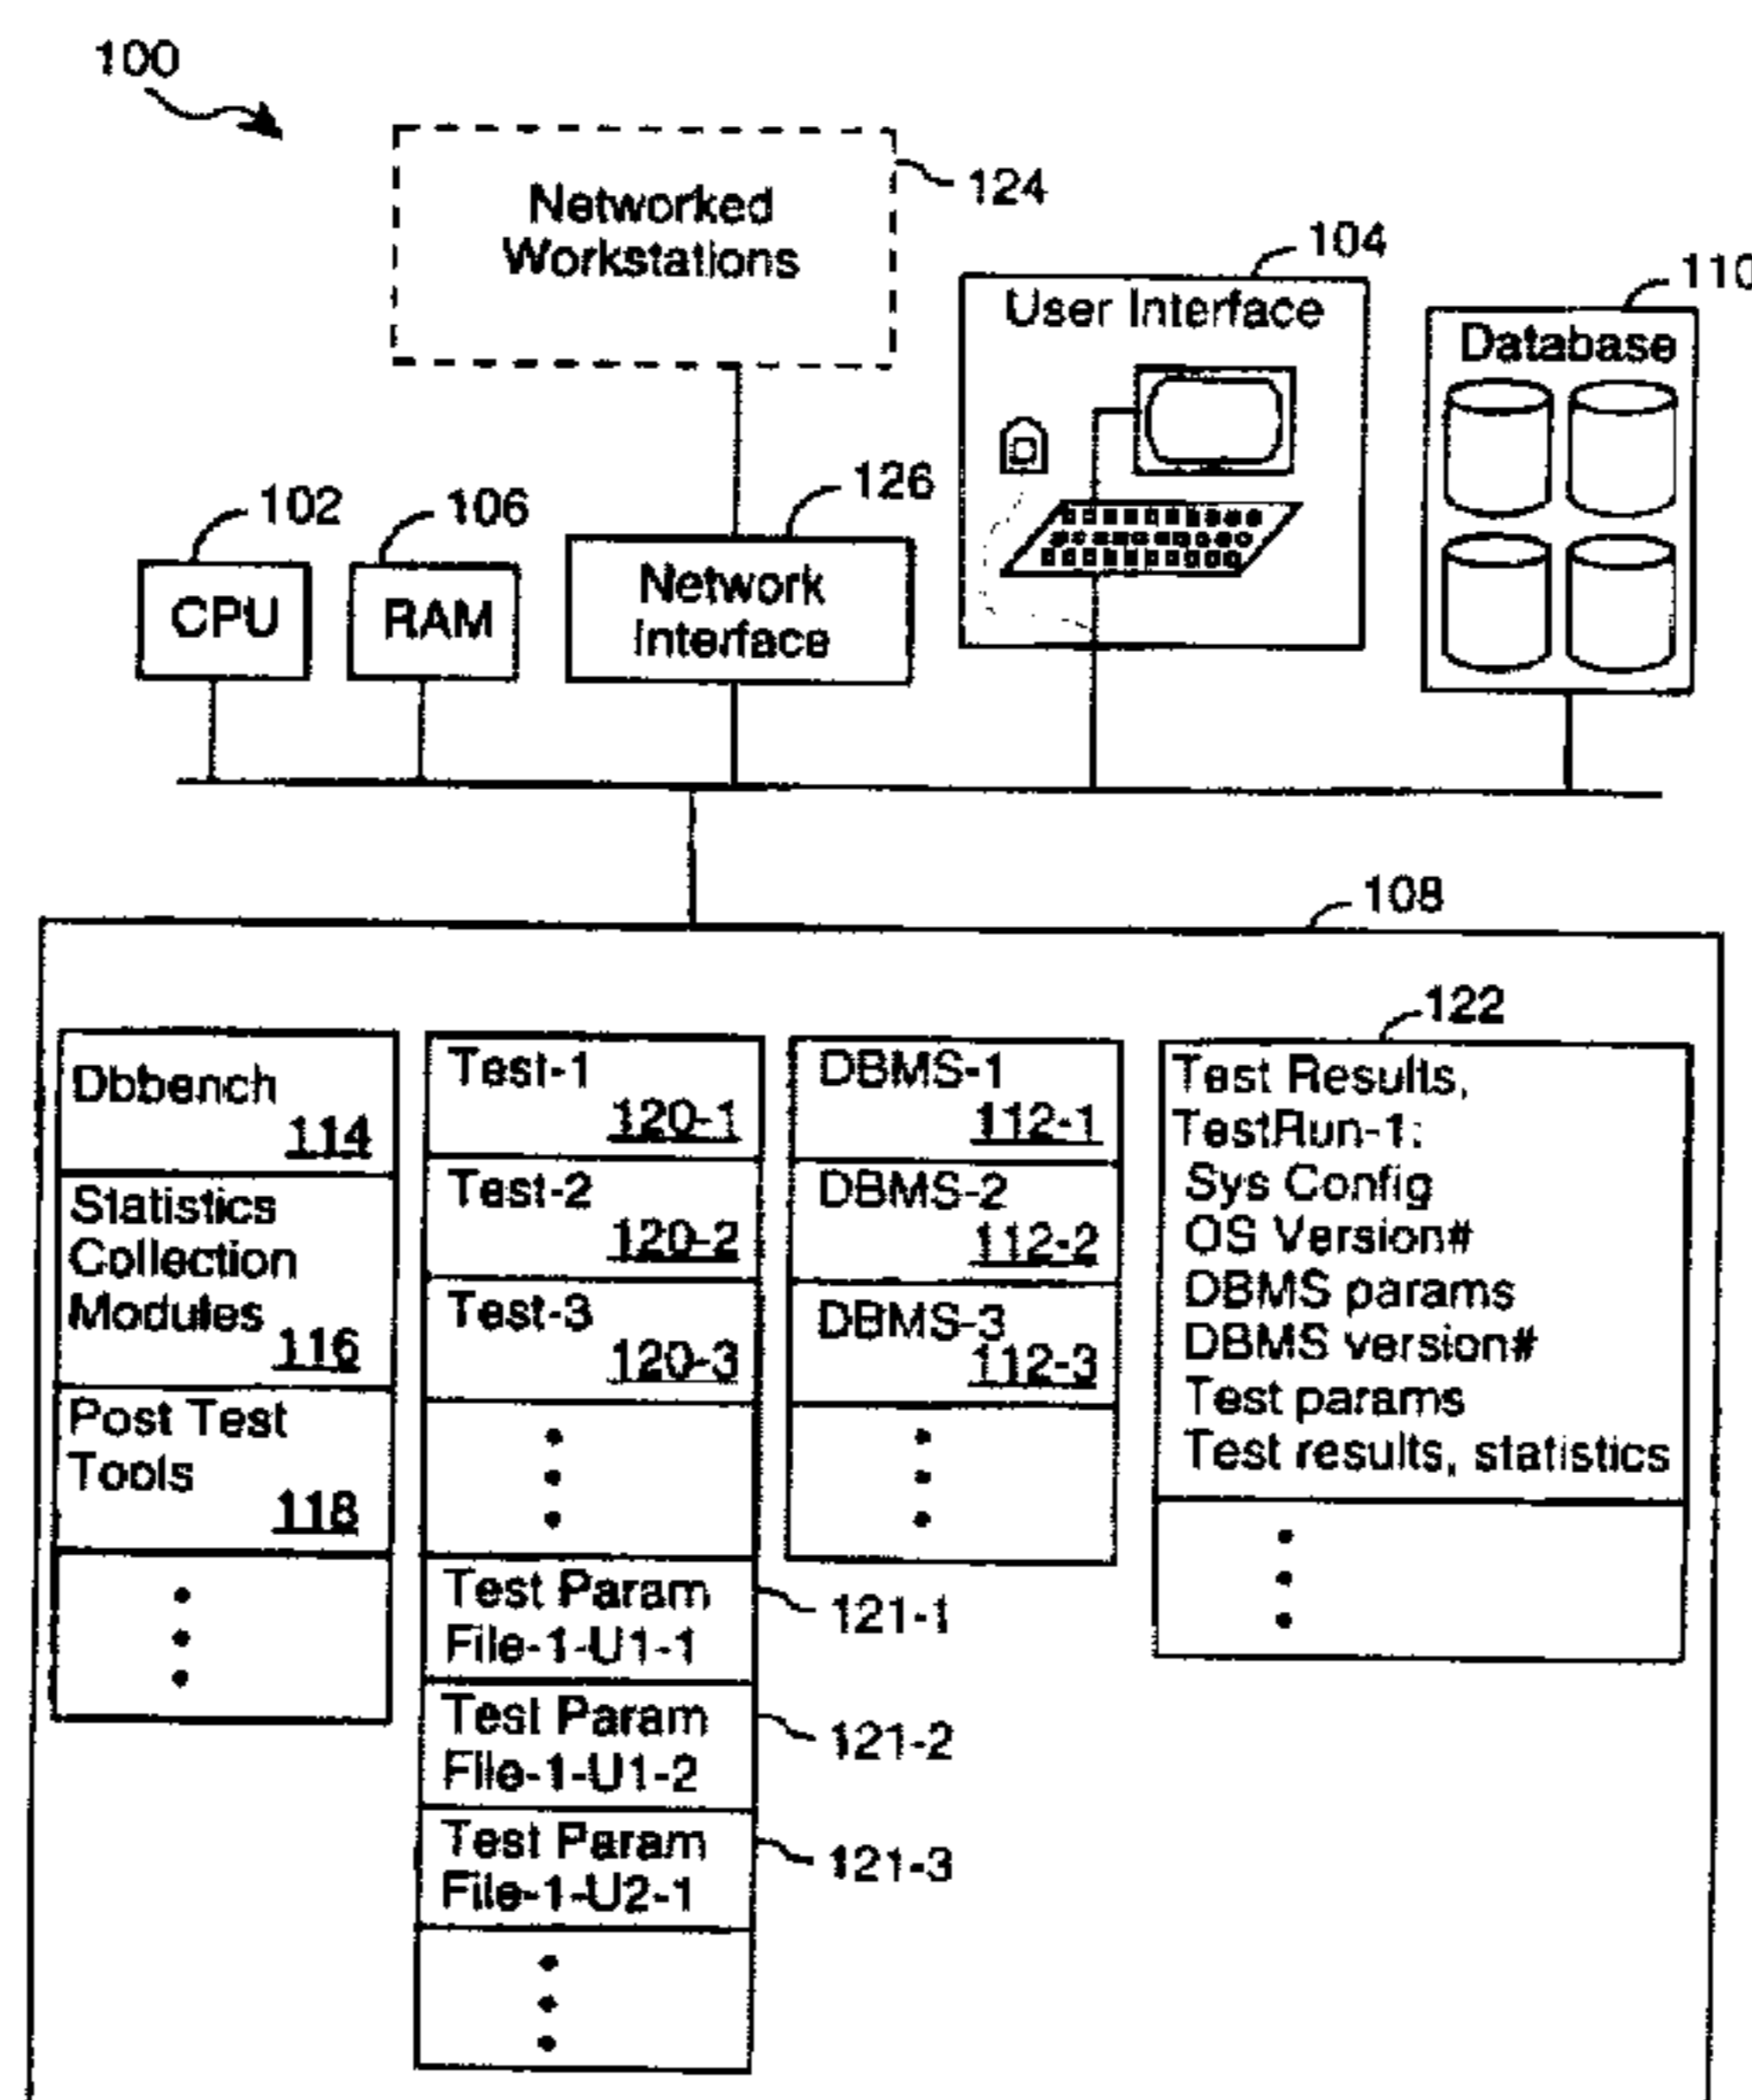 100
Networked
Workstations
124
104
User Interface
110
Database
102
CPU
106
RAM
126
Network
Interface
108
Dbbench
114
Statistics
Collection
Modules
116
Post Test
Tools
118
Test-1
120-1
Test-2
120-2
Test-3
120-3
Test Param
File-1-U1-1
121-1
Test Param
File-1-U1-2
121-2
Test Param
File-1-U2-1
121-3
DBMS-1
112-1
DBMS-2
112-2
DBMS-3
112-3
122
Test Results,
TestRun-1:
Sys Config
OS Version#
DBMS params
DBMS version#
Test params
Test results, statistics